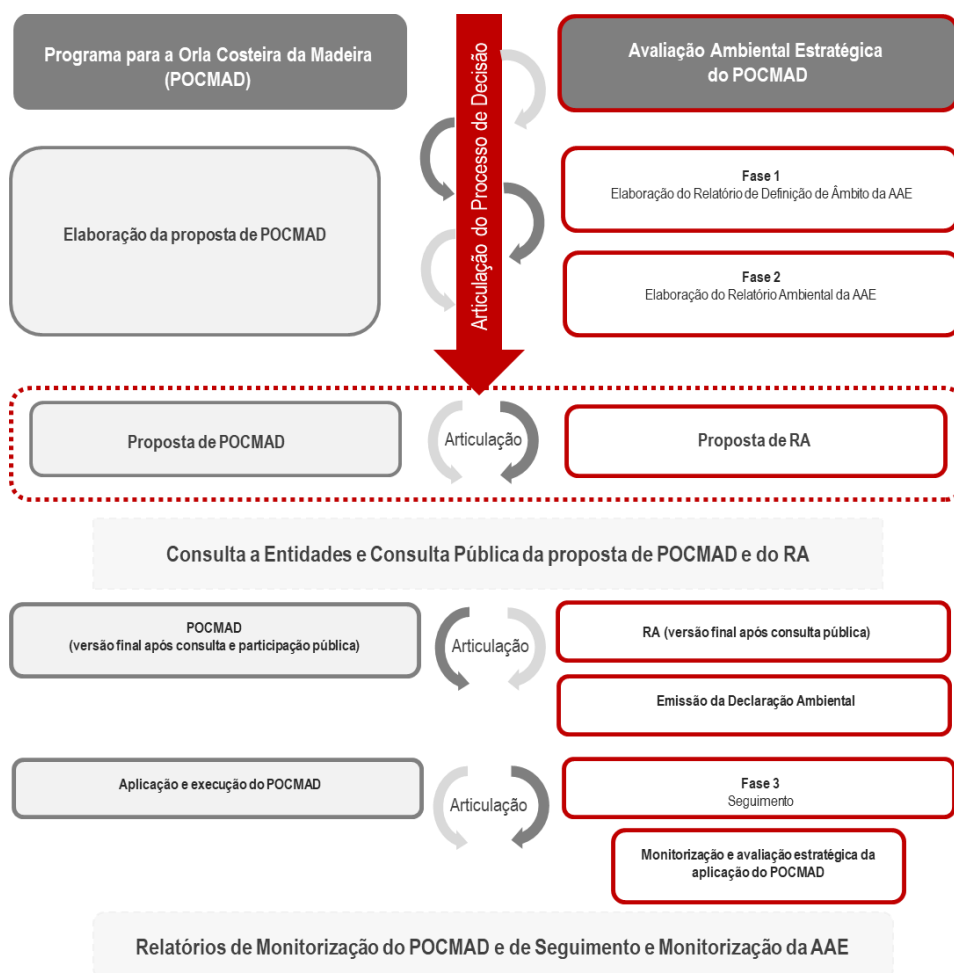 Programa para a Orla Costeira da Madeira
(POCMAD)
Avaliação Ambiental Estratégica
do POCMAD
Articulação do Processo de Decisão
Elaboração da proposta de POCMAD
Fase 1
Elaboração do Relatório de Definição de Âmbito da AAE
Fase 2
Elaboração do Relatório Ambiental da AAE
Proposta de POCMAD
Articulação
Proposta de RA
Consulta a Entidades e Consulta Pública da proposta de POCMAD e do RA
POCMAD
(versão final após consulta e participação pública)
Articulação
RA (versão final após consulta pública)
Emissão da Declaração Ambiental
Aplicação e execução do POCMAD
Articulação
Fase 3
Seguimento
Monitorização e avaliação estratégica da
aplicação do POCMAD
Relatórios de Monitorização do POCMAD e de Seguimento e Monitorização da AAE